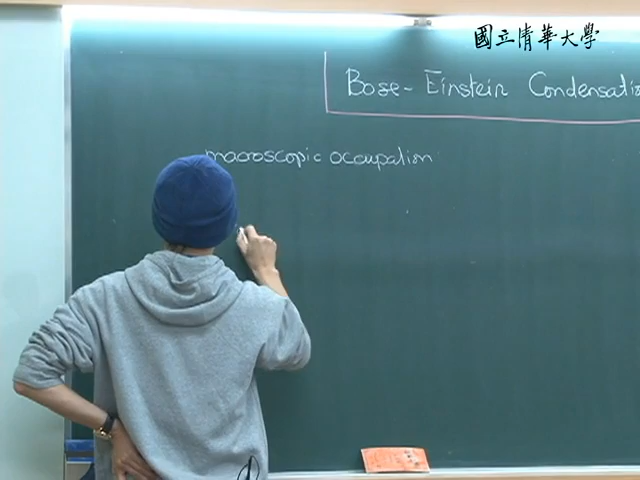 國立清華大學
Bose-Einstein Condensatio
macroscopic occupation